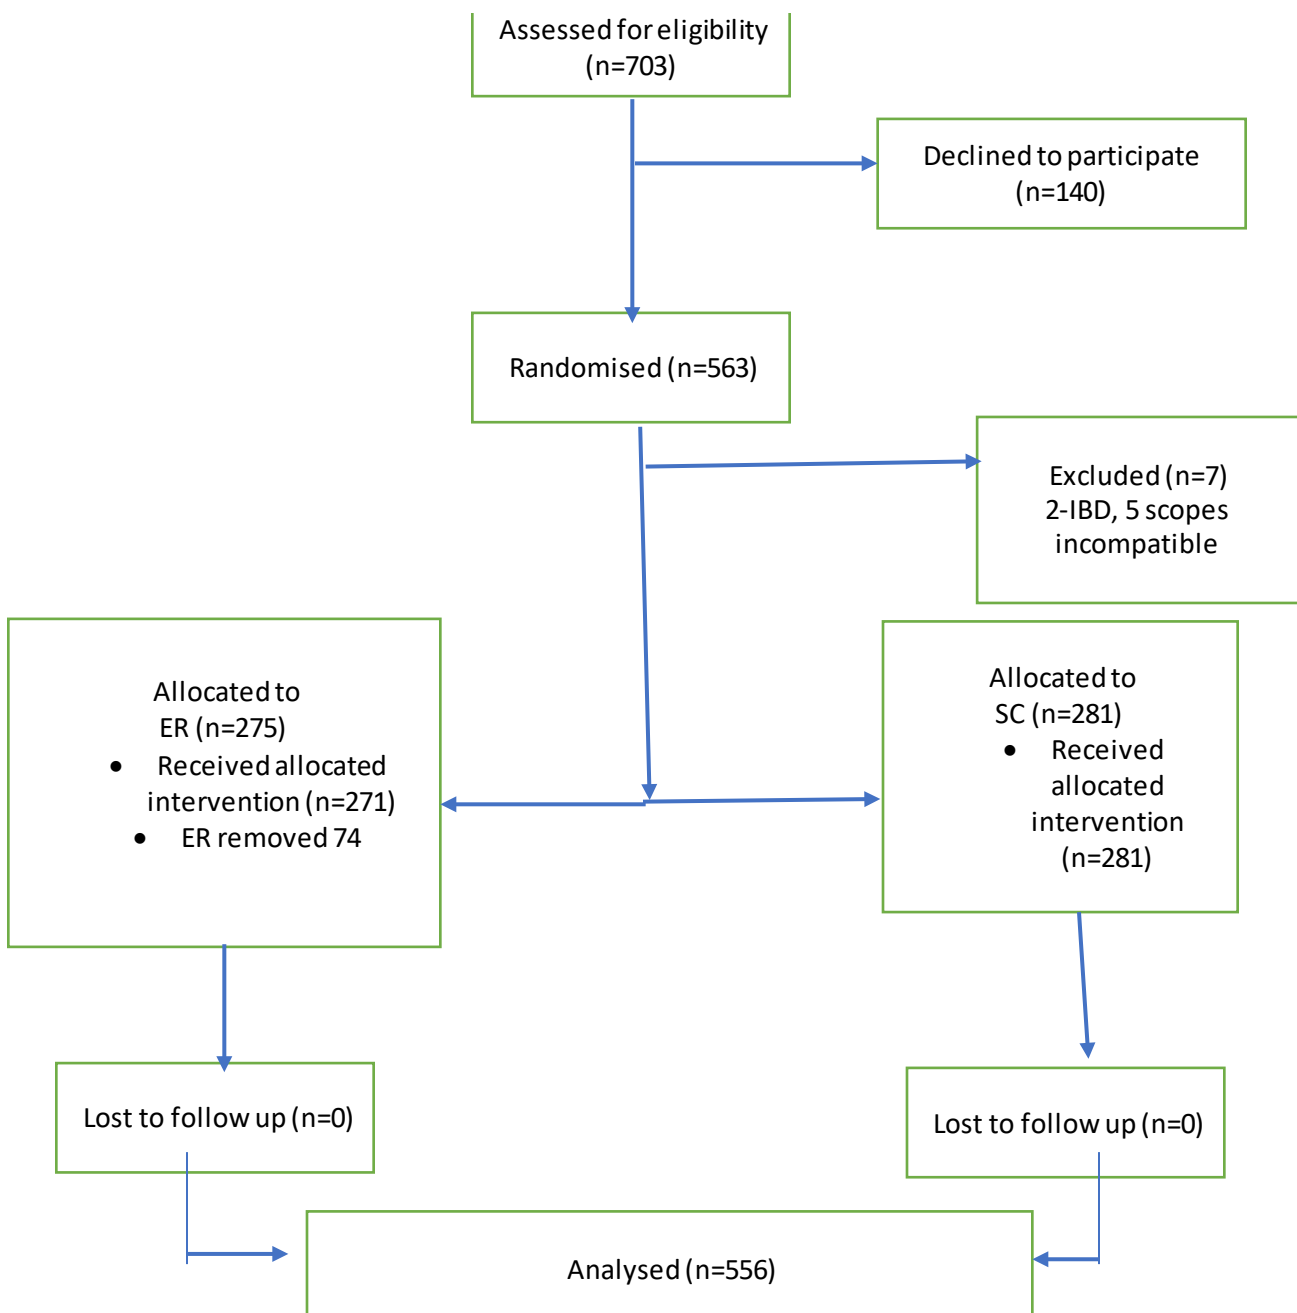 Assessed for eligibility
(n=703)
Declined to participate
(n=140)
Randomised (n=563)
Excluded (n=7)
2-IBD, 5 scopes
incompatible
Allocated to
ER (n=275)
• Received allocated
intervention (n=271)
• ER removed 74
Allocated to
SC (n=281)
• Received
allocated
intervention
(n=281)
Lost to follow up (n=0)
Lost to follow up (n=0)
Analysed (n=556)